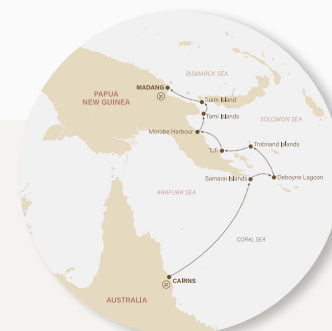 BISMARCK SEA
MADANG
PAPUA
NEW GUINEA
Tuam Island
Tami Islands
SOLOMON SEA
Morobe Harbour
Tufi
Trobriand Islands
Samarai Islands
Deboyne Lagoon
ARAFURA SEA
CORAL SEA
CAIRNS
AUSTRALIA